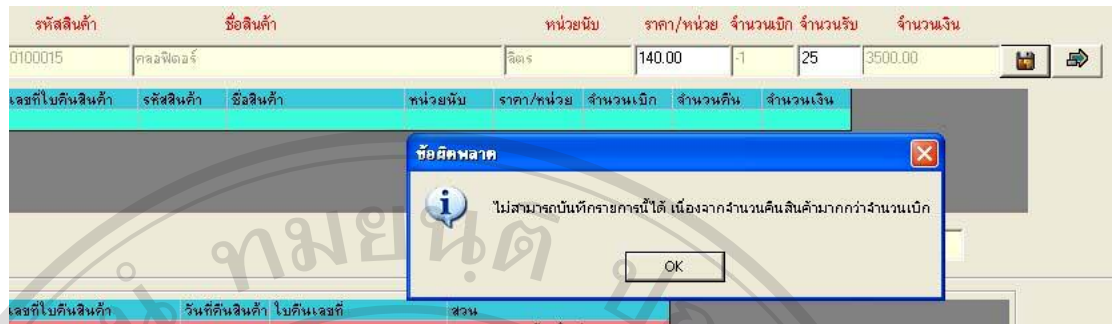 รหัสสินค้า ชื่อสินค้า หน่วยนับ ราคา/หน่วย จำนวนเบิก จำนวนรับ จำนวนเงิน
0100015 คลอฟิดอร์ ลิตร 140.00 -1 25 3500.00
เลขที่ใบคืนสินค้า รหัสสินค้า ชื่อสินค้า หน่วยนับ ราคา/หน่วย จำนวนเบิก จำนวนคืน จำนวนเงิน
ข้อผิดพลาด
ไม่สามารถบันทึกรายการนี้ได้ เนื่องจากจำนวนคืนสินค้ามากกว่าจำนวนเบิก
OK
เลขที่ใบคืนสินค้า วันที่คืนสินค้า ใบคืนเลขที่ สวน